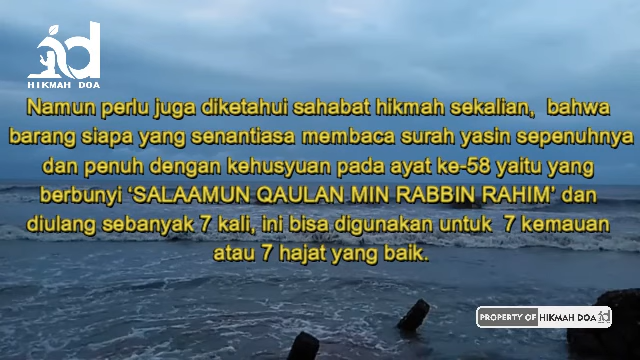 id
HIKMAH DOA
Namun perlu juga diketahui sahabat hikmah sekalian, bahwa
barang siapa yang senantiasa membaca surah yasin sepenuhnya
dan penuh dengan kehusyuan pada ayat ke-58 yaitu yang
berbunyi ‘SALAAMUN QAULAN MIN RABBIN RAHIM’ dan
diulang sebanyak 7 kali, ini bisa digunakan untuk 7 kemauan
atau 7 hajat yang baik.
PROPERTY OF HIKMAH DOA id